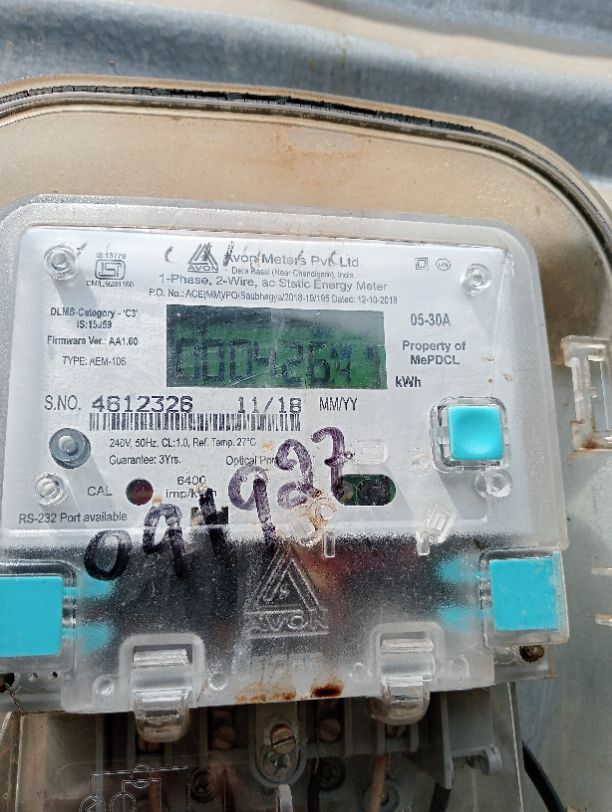 IS:13779
AVON
Avon Meters Pvt. Ltd.
Dera Bassi (Near Chandigarh), India
1-Phase, 2-Wire, ac Static Energy Meter
CM/L:9281180
P.O. No.: ACE(MM)/PO/Saubhagya/2018-19/195 Dated: 12-10-2018
DLMS-Category - 'C3'
IS:15959
05-30A
Firmware Ver.: AA1.00
Property of
MePDCL
TYPE: AEM-106
kWh
S.NO. 4612326 11/18 MM/YY
240V, 50Hz, CL:1.0, Ref. Temp. 27°C
Guarantee: 3Yrs. Optical Port
CAL
6400
imp/kWh
RS-232 Port available
AVON